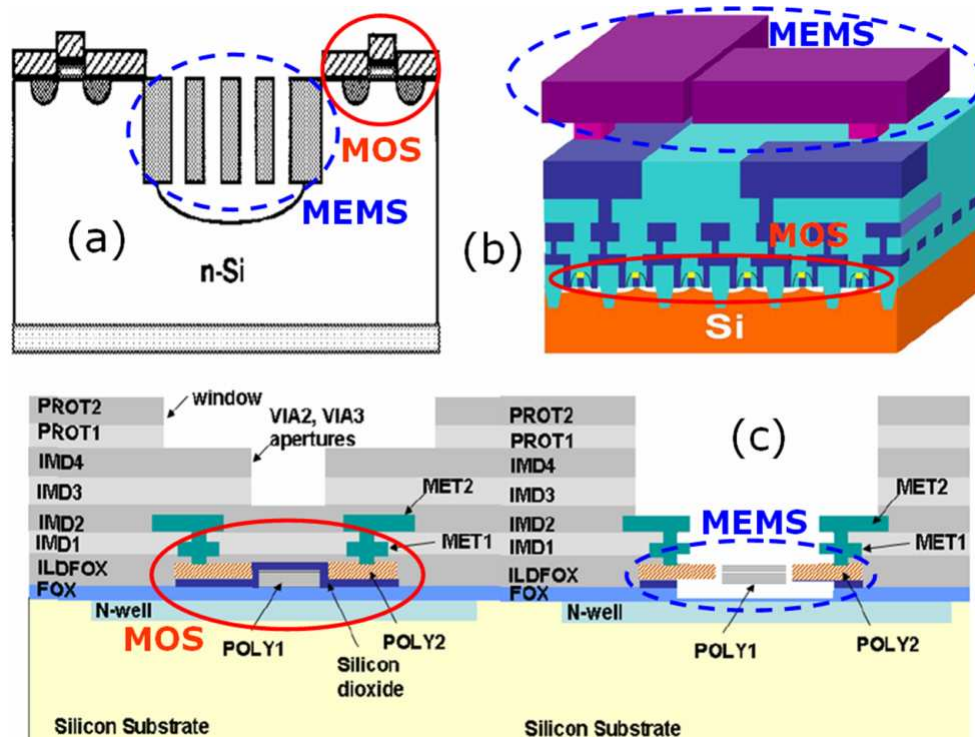 MOS
MEMS
(a)
n-Si
MEMS
(b)
MOS
Si
PROT2
PROT1
IMD4
IMD3
IMD2
IMD1
ILDFOX
FOX
window
VIA2, VIA3
apertures
MET2
MET1
N-well
MOS
POLY1
POLY2
Silicon
dioxide
Silicon Substrate
PROT2
PROT1
IMD4
IMD3
IMD2
IMD1
ILDFOX
FOX
(c)
MET2
MEMS
MET1
N-well
POLY1
POLY2
Silicon Substrate